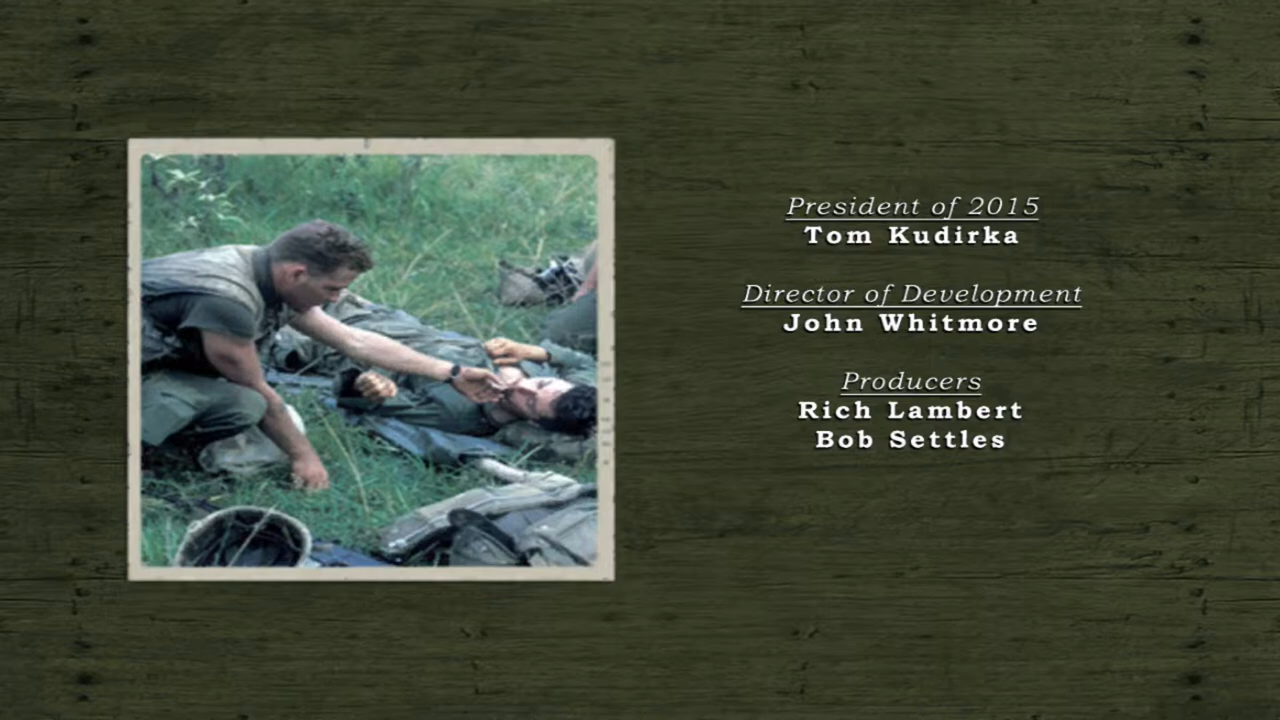 President of 2015
Tom Kudirka
Director of Development
John Whitmore
Producers
Rich Lambert
Bob Settles